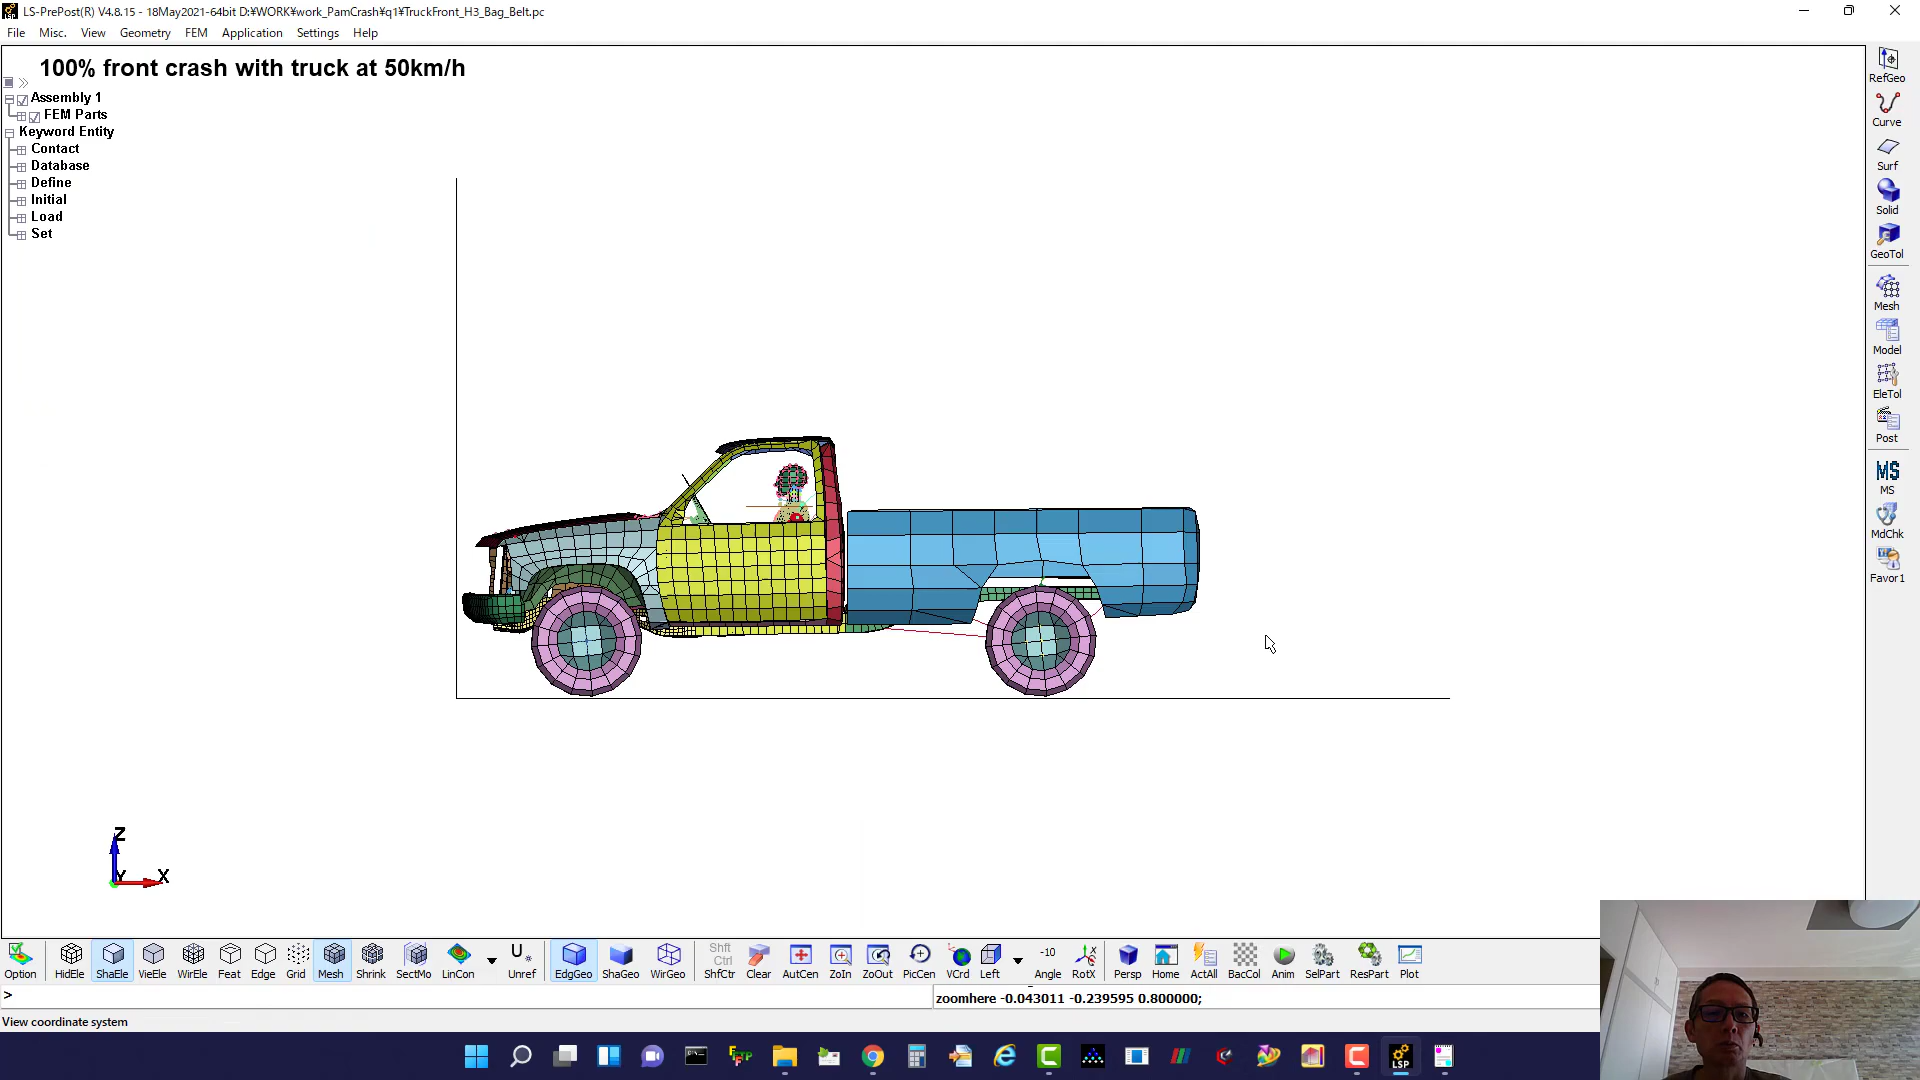 LS-PrePost(R) V4.8.15 - 18May2021-64bit D:¥WORK¥work_PamCrash¥q1¥TruckFront_H3_Bag_Belt.pc
File Misc. View Geometry FEM Application Settings Help
100% front crash with truck at 50km/h
Assembly 1
FEM Parts
Keyword Entity
Contact
Database
Define
Initial
Load
Set
RefGeo
Curve
Surf
Solid
GeoTol
Mesh
Model
EleTol
Post
MS
MS
MdChk
Favor1
Z
Y X
Shft
Ctrl
U
-10
Option HidEle ShaEle VieEle WirEle Feat Edge Grid Mesh Shrink SectMo LinCon Unref EdgGeo ShaGeo WirGeo ShfCtr Clear AutCen ZoIn ZoOut PicCen VCrd Left Angle RotX Persp Home ActAll BacCol Anim SelPart ResPart Plot
>
zoomhere -0.043011 -0.239595 0.800000;
View coordinate system
LSP